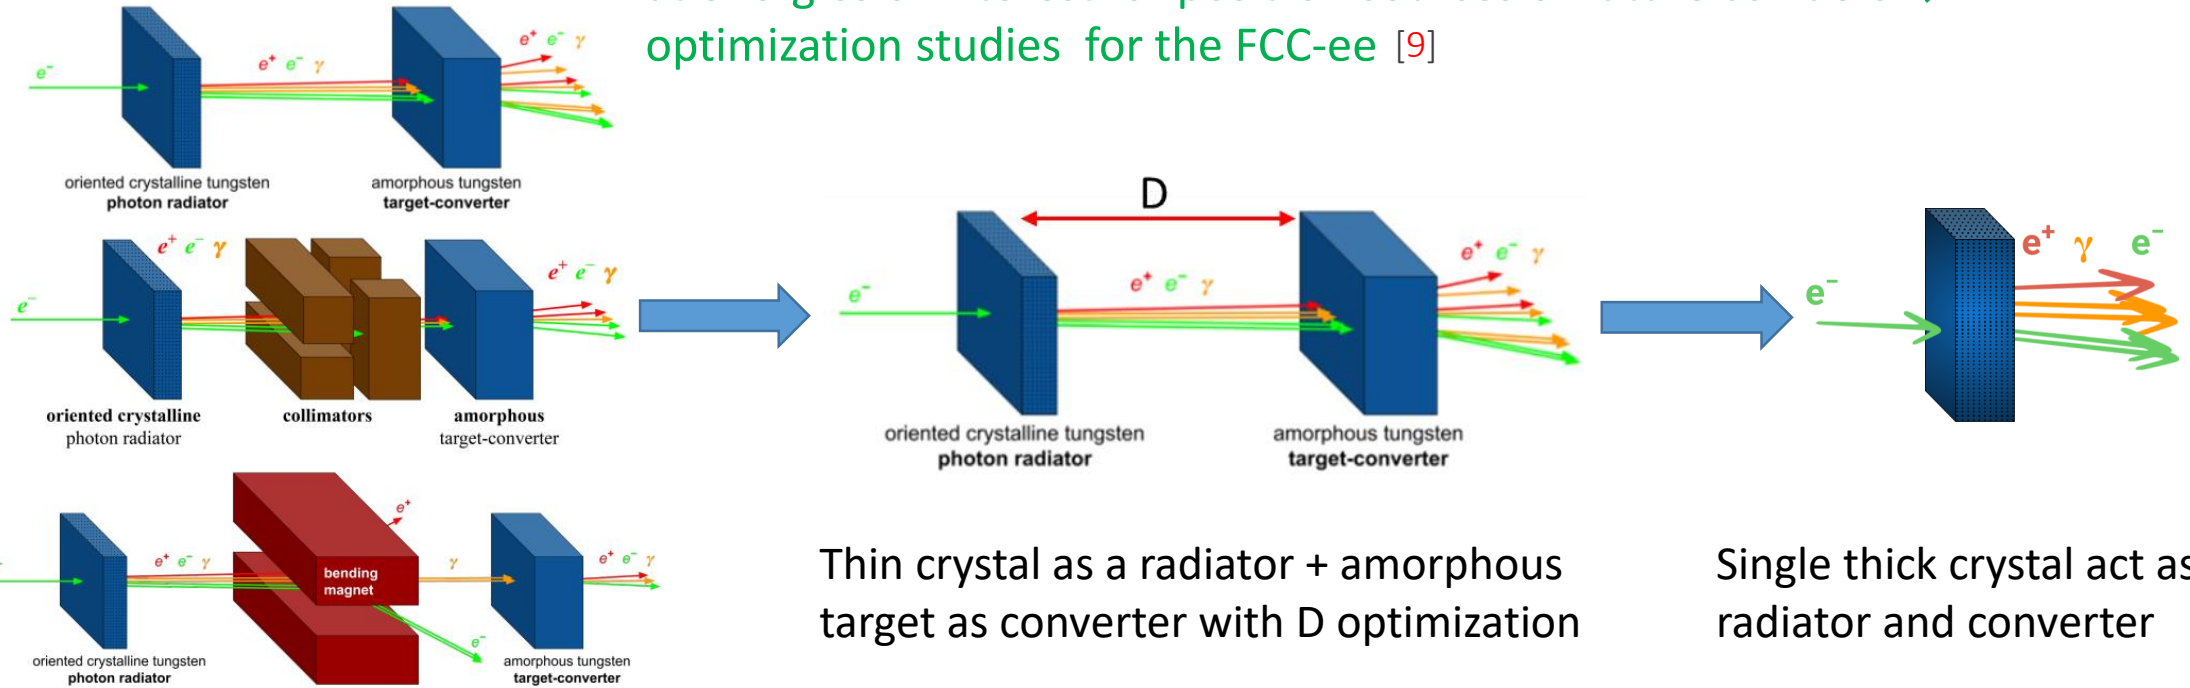 optimization studies for the FCC-ee [9]
e⁻
e⁺ e⁻ γ
e⁺ e⁻ γ
oriented crystalline tungsten
photon radiator
amorphous tungsten
target-converter
e⁺ e⁻ γ
e⁻
e⁺ e⁻ γ
oriented crystalline
photon radiator
collimators
amorphous
target-converter
e⁺ e⁻ γ
bending
magnet
e⁺
γ
e⁻
e⁺ e⁻ γ
oriented crystalline tungsten
photon radiator
amorphous tungsten
target-converter
D
e⁻
e⁺ e⁻ γ
e⁺ e⁻ γ
oriented crystalline tungsten
photon radiator
amorphous tungsten
target-converter
Thin crystal as a radiator + amorphous
target as converter with D optimization
e⁻
e⁺ γ e⁻
Single thick crystal act as
radiator and converter